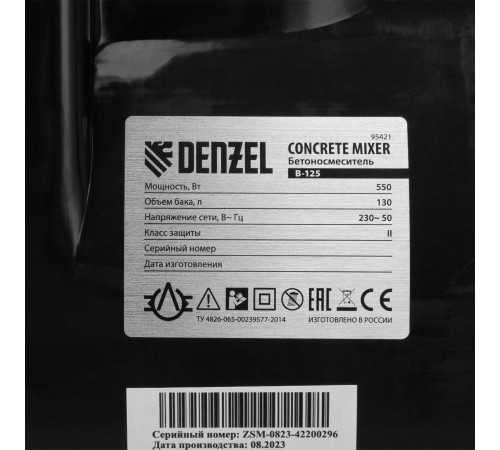 95421
DENZEL CONCRETE MIXER
Бетоносмеситель
B-125
Мощность, Вт 550
Объем бака, л 130
Напряжение сети, В~ Гц 230~ 50
Класс защиты II
Серийный номер
Дата изготовления
EAC CE
ТУ 4826-065-00239577-2014 ИЗГОТОВЛЕНО В РОССИИ
Серийный номер: ZSM-0823-42200296
Дата производства: 08.2023